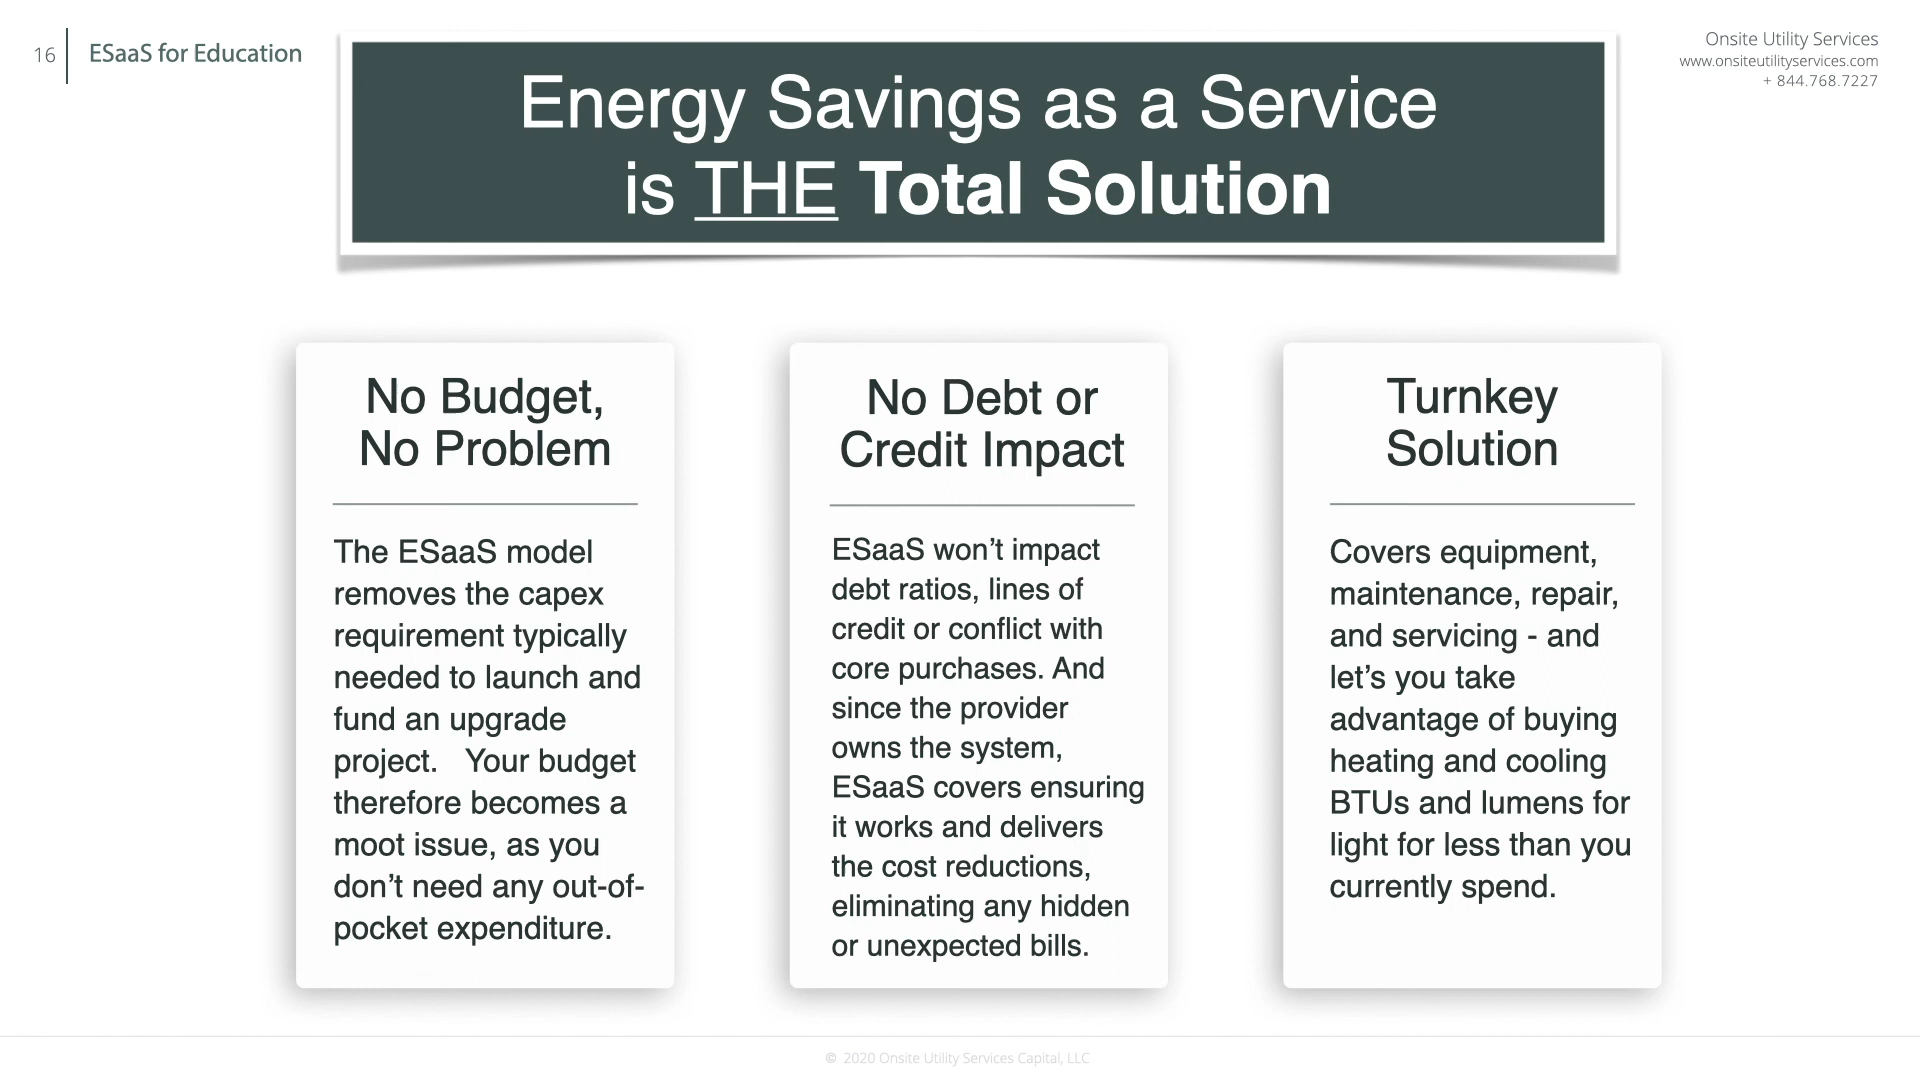 16
ESaaS for Education
Energy Savings as a Service
is THE Total Solution
Onsite Utility Services
www.onsiteutilityservices.com
+ 844.768.7227
No Budget,
No Problem
The ESaaS model
removes the capex
requirement typically
needed to launch and
fund an upgrade
project.   Your budget
therefore becomes a
moot issue, as you
don’t need any out-of-
pocket expenditure.
No Debt or
Credit Impact
ESaaS won’t impact
debt ratios, lines of
credit or conflict with
core purchases. And
since the provider
owns the system,
ESaaS covers ensuring
it works and delivers
the cost reductions,
eliminating any hidden
or unexpected bills.
Turnkey
Solution
Covers equipment,
maintenance, repair,
and servicing - and
let’s you take
advantage of buying
heating and cooling
BTUs and lumens for
light for less than you
currently spend.
© 2020 Onsite Utility Services Capital, LLC